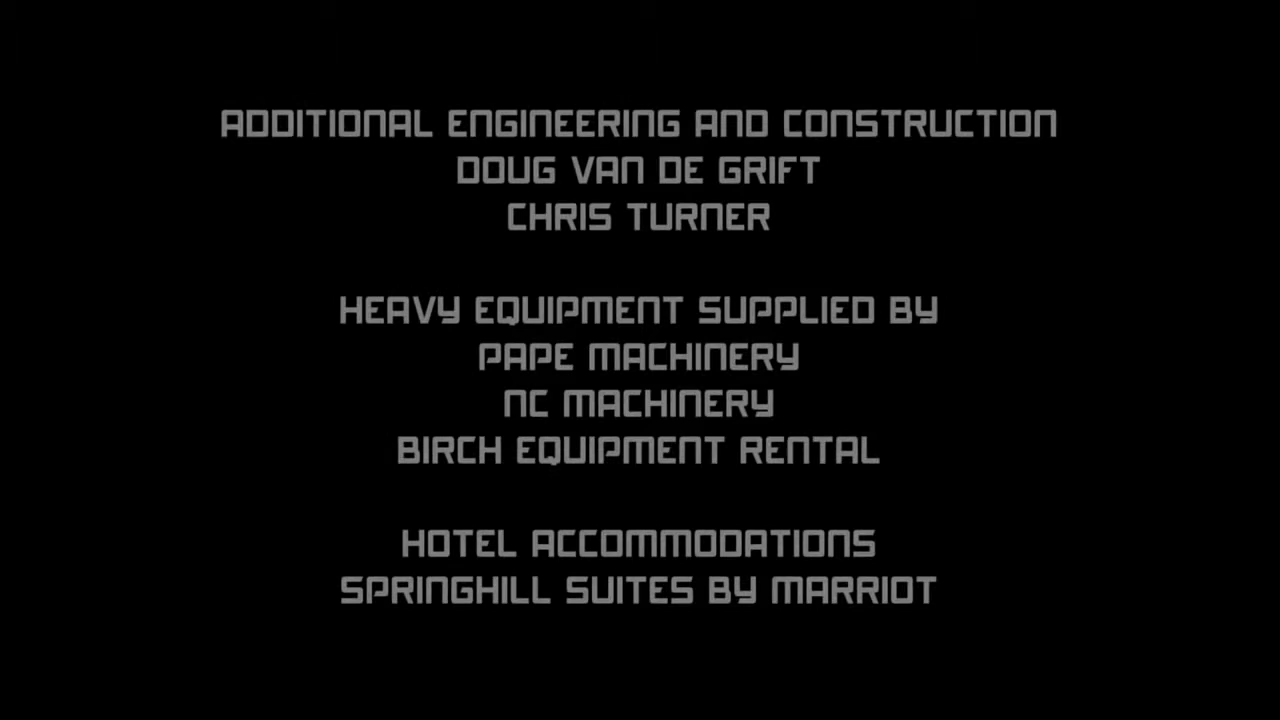 ADDITIONAL ENGINEERING AND CONSTRUCTION
DOUG VAN DE GRIFT
CHRIS TURNER
HEAVY EQUIPMENT SUPPLIED BY
PAPE MACHINERY
NC MACHINERY
BIRCH EQUIPMENT RENTAL
HOTEL ACCOMMODATIONS
SPRINGHILL SUITES BY MARRIOT